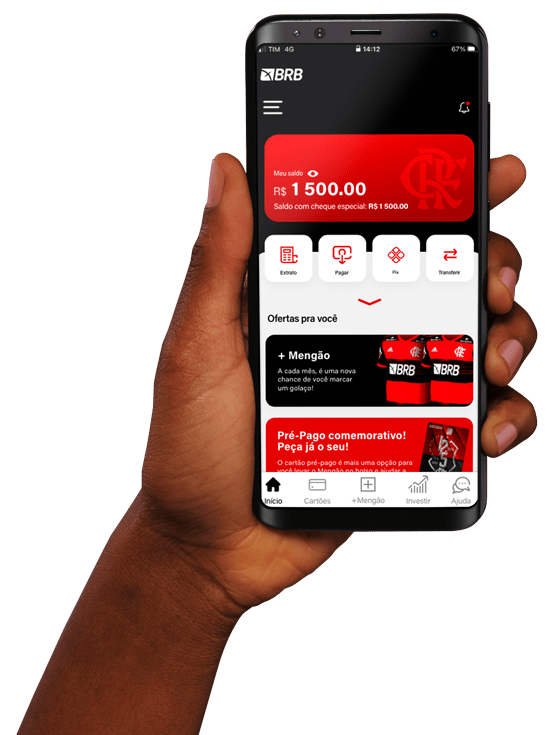 TIM 4G 14:12 67%
BRB
Meu saldo
R$ 1 500.00
Saldo com cheque especial: R$ 1 500.00
Extrato Pagar Pix Transferir
Ofertas pra você
+ Mengão
A cada mês, é uma nova
chance de você marcar
um golaço!
BRB BRB
Pré-Pago comemorativo!
Peça já o seu!
O cartão pré-pago é mais uma opção para
você levar o Mengão no bolso e ajudar a
Início Cartões +Mengão Investir Ajuda